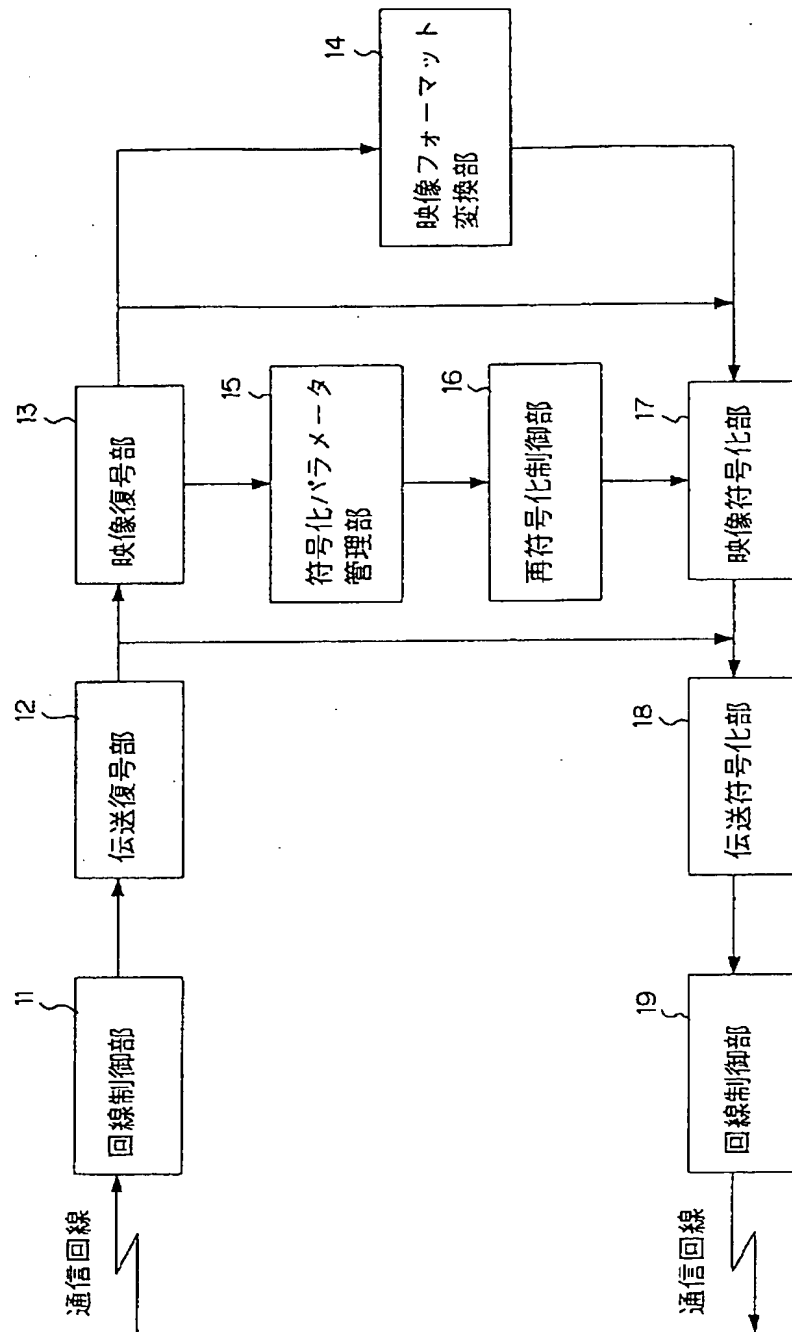 通信回線
11
回線制御部
12
伝送復号部
13
映像復号部
14
映像フォーマット
変換部
15
符号化パラメータ
管理部
16
再符号化制御部
17
映像符号化部
18
伝送符号化部
19
回線制御部
通信回線